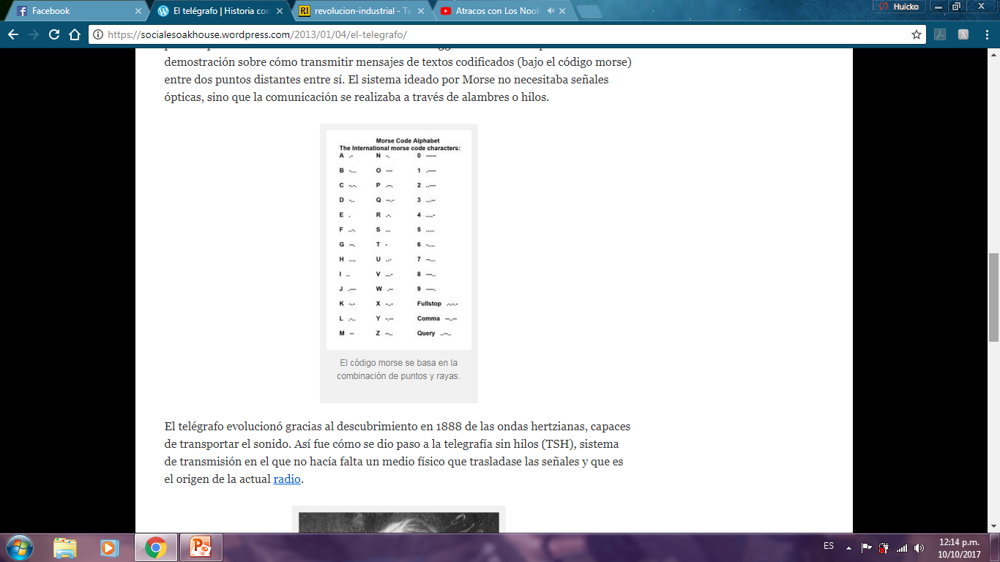 Facebook
El telégrafo | Historia con
revolucion-industrial - Te
Atracos con Los Noob
Huicko
https://socialesoakhouse.wordpress.com/2013/01/04/el-telegrafo/
demostración sobre cómo transmitir mensajes de textos codificados (bajo el código morse)
entre dos puntos distantes entre sí. El sistema ideado por Morse no necesitaba señales
ópticas, sino que la comunicación se realizaba a través de alambres o hilos.
Morse Code Alphabet
The International morse code characters:
A .- N -. 0 -----
B -... O --- 1 .----
C -.-. P .--. 2 ..---
D -.. Q --.- 3 ...--
E . R .-. 4 ....-
F ..-. S ... 5 .....
G --. T - 6 -....
H .... U ..- 7 --...
I .. V ...- 8 ---..
J .--- W .-- 9 ----.
K -.- X -..- Fullstop .-.-.-
L .-.. Y -.-- Comma --..--
M -- Z --.. Query ..--..
El código morse se basa en la
combinación de puntos y rayas.
El telégrafo evolucionó gracias al descubrimiento en 1888 de las ondas hertzianas, capaces
de transportar el sonido. Así fue cómo se dio paso a la telegrafía sin hilos (TSH), sistema
de transmisión en el que no hacía falta un medio físico que trasladase las señales y que es
el origen de la actual radio.
ES
12:14 p.m.
10/10/2017